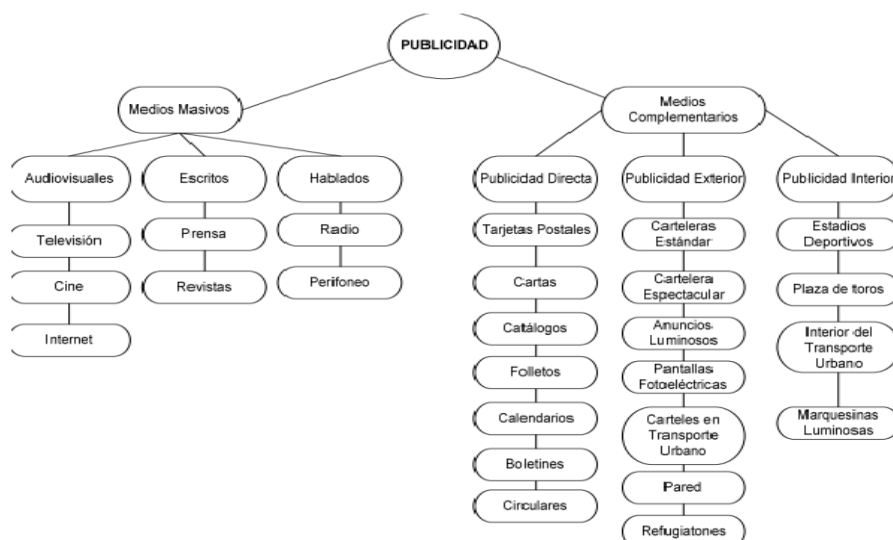 PUBLICIDAD
Medios Masivos
Medios
Complementarios
Audiovisuales
Escritos
Hablados
Publicidad Directa
Publicidad Exterior
Publicidad Interior
Televisión
Cine
Internet
Prensa
Revistas
Radio
Perifoneo
Tarjetas Postales
Cartas
Catálogos
Folletos
Calendarios
Boletines
Circulares
Carteleras
Estándar
Cartelera
Espectacular
Anuncios
Luminosos
Pantallas
Fotoeléctricas
Carteles en
Transporte
Urbano
Pared
Refugiatones
Estadios
Deportivos
Plaza de toros
Interior del
Transporte
Urbano
Marquesinas
Luminosas